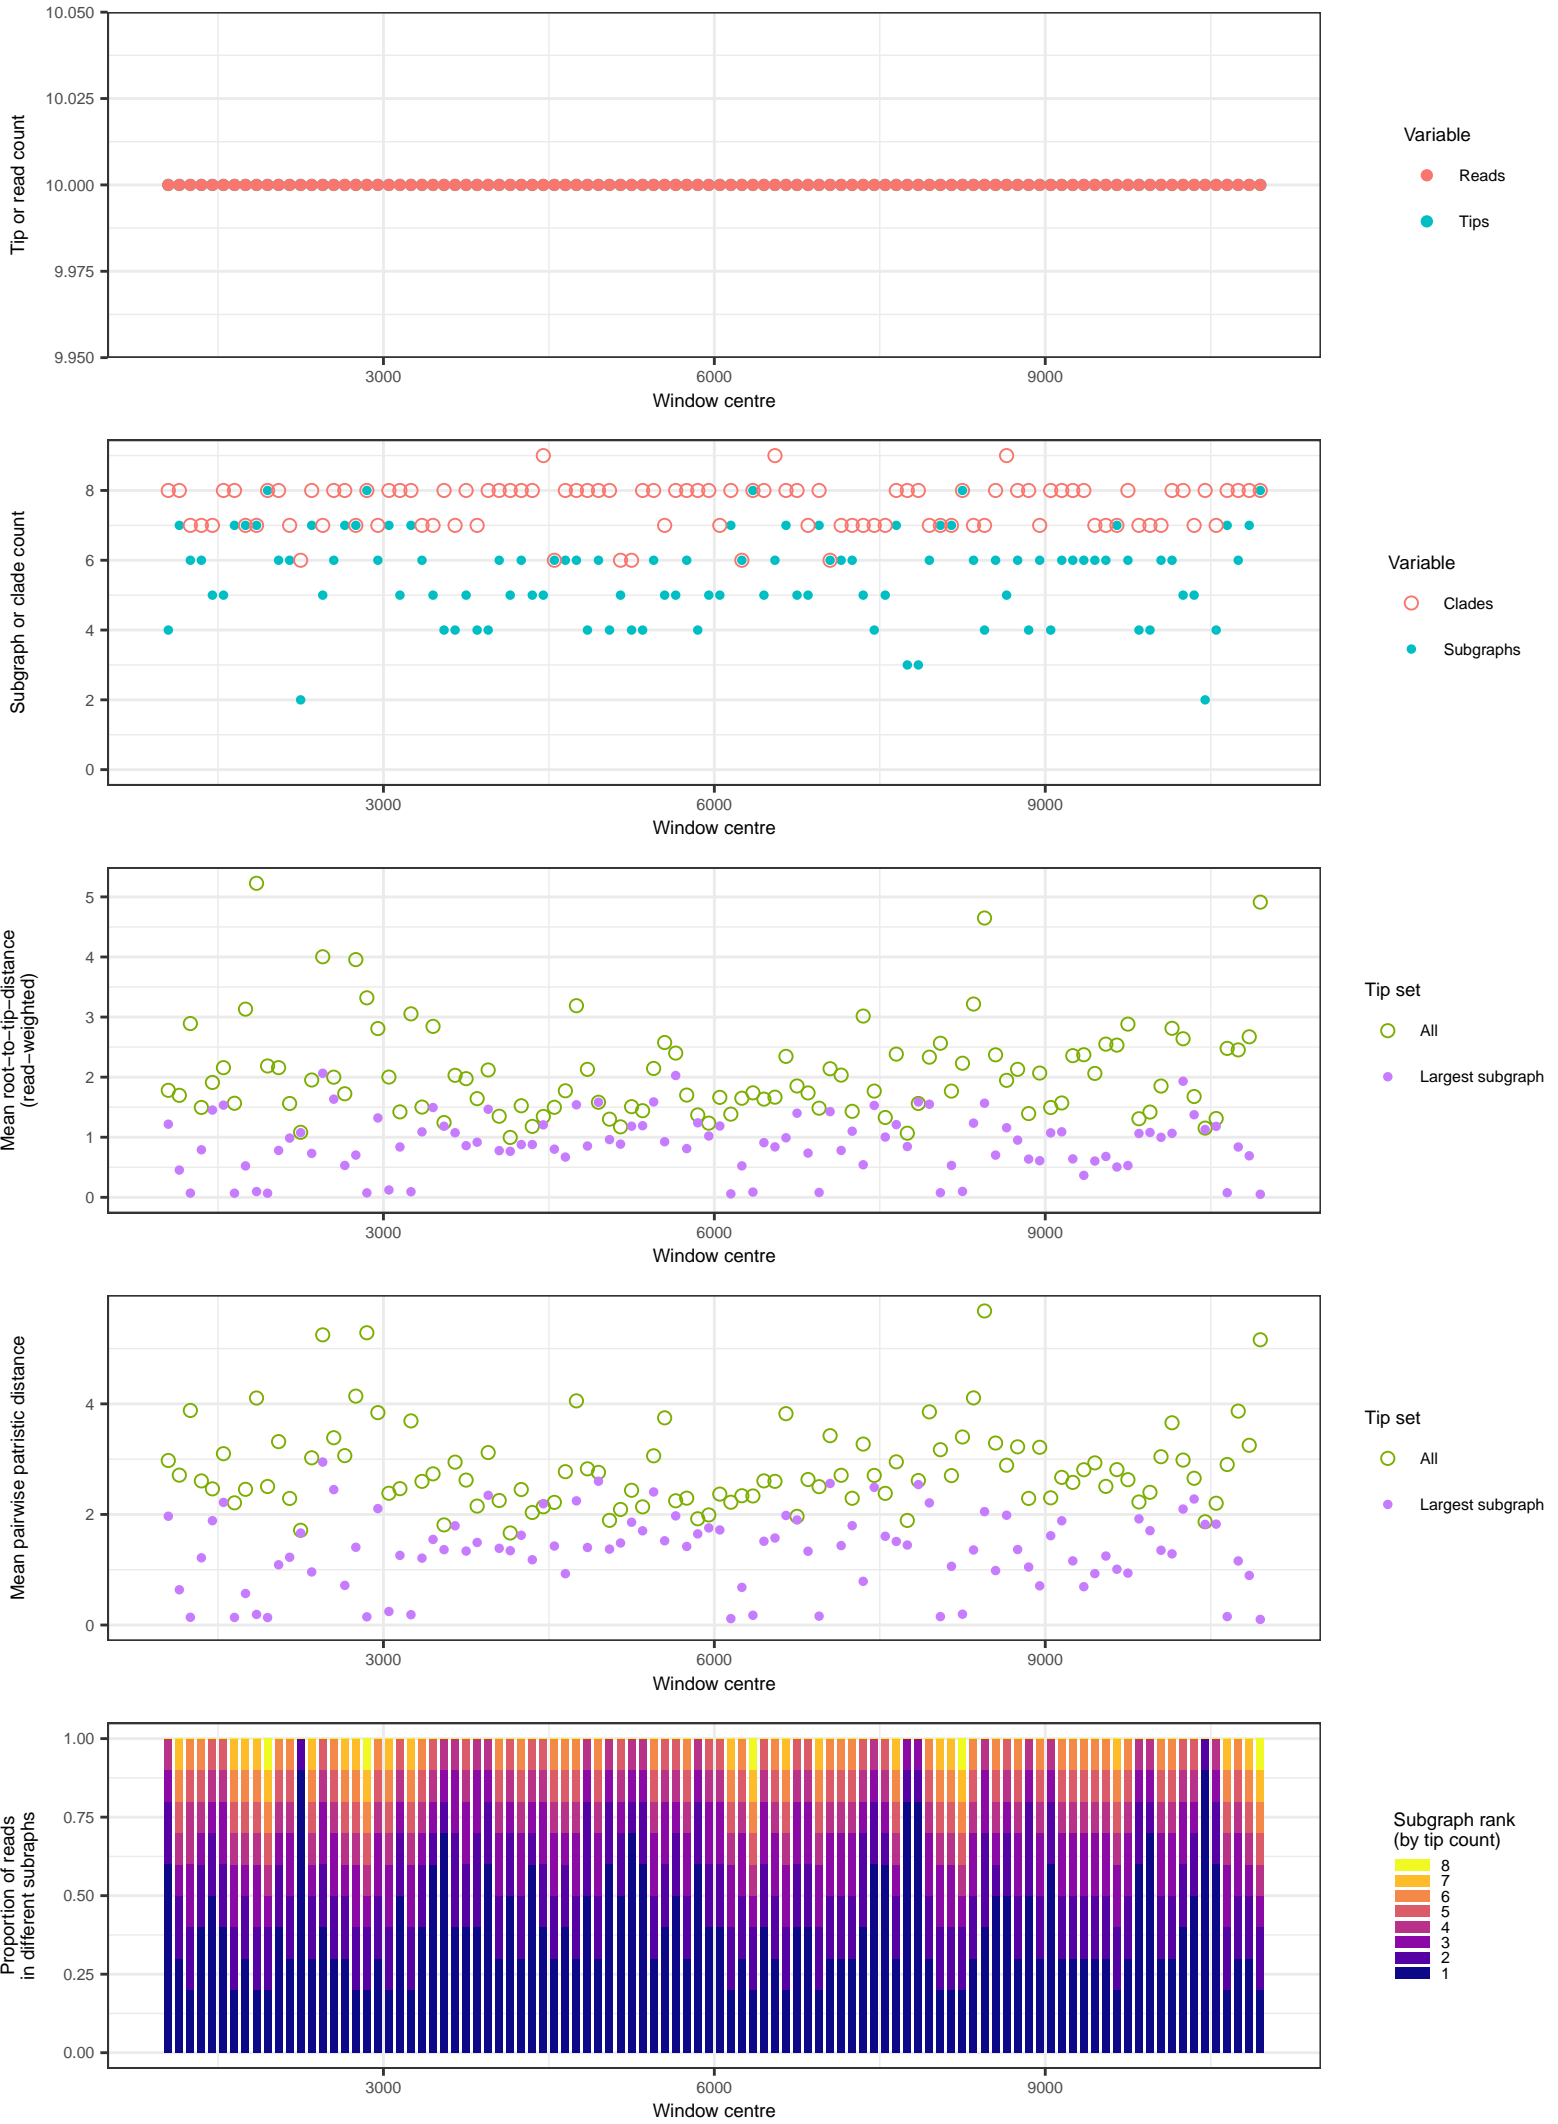 10.050
10.025
10.000
9.975
9.950
Tip or read count
3000 6000 9000
Window centre
Variable
Reads
Tips
8
6
4
2
0
Subgraph or clade count
3000 6000 9000
Window centre
Variable
Clades
Subgraphs
5
4
3
2
1
0
Mean root−to−tip−distance
(read−weighted)
3000 6000 9000
Window centre
Tip set
All
Largest subgraph
4
2
0
Mean pairwise patristic distance
3000 6000 9000
Window centre
Tip set
All
Largest subgraph
1.00
0.75
0.50
0.25
0.00
Proportion of reads
in different subgraphs
3000 6000 9000
Window centre
Subgraph rank
(by tip count)
8
7
6
5
4
3
2
1